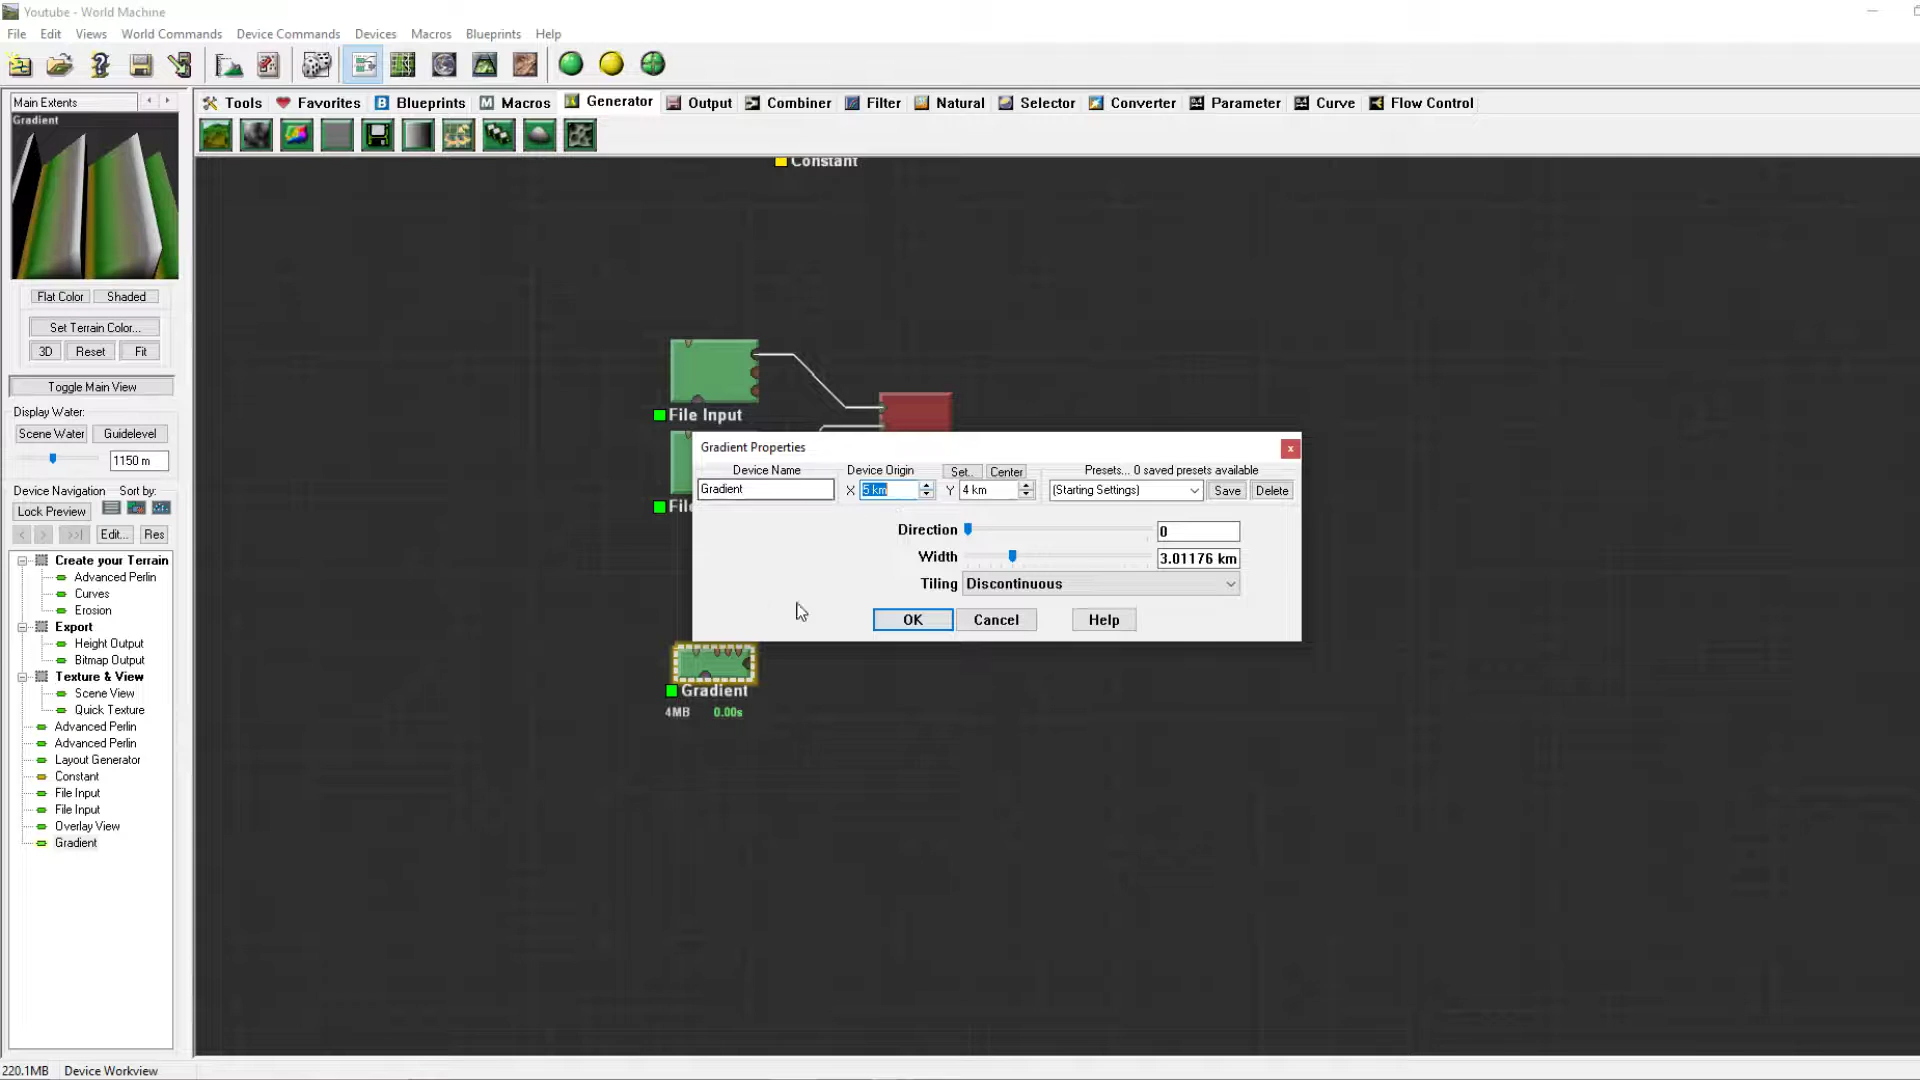 Youtube - World Machine
File Edit Views World Commands Device Commands Devices Macros Blueprints Help
Main Extents
Tools Favorites Blueprints Macros Generator Output Combiner Filter Natural Selector Converter Parameter Curve Flow Control
Gradient
Constant
Flat Color Shaded
Set Terrain Color...
3D Reset Fit
Toggle Main View
Display Water:
Scene Water Guidelevel
1150 m
Device Navigation Sort by:
Lock Preview
Edit... Res
Create your Terrain
Advanced Perlin
Curves
Erosion
Export
Height Output
Bitmap Output
Texture & View
Scene View
Quick Texture
Advanced Perlin
Advanced Perlin
Layout Generator
Constant
File Input
File Input
Overlay View
Gradient
File Input
File
Gradient Properties
x
Device Name Device Origin Set.. Center Presets... 0 saved presets available
Gradient X 5 km Y 4 km (Starting Settings) Save Delete
Direction 0
Width 3.01176 km
Tiling Discontinuous
OK Cancel Help
Gradient
4MB 0.00s
220.1MB Device Workview